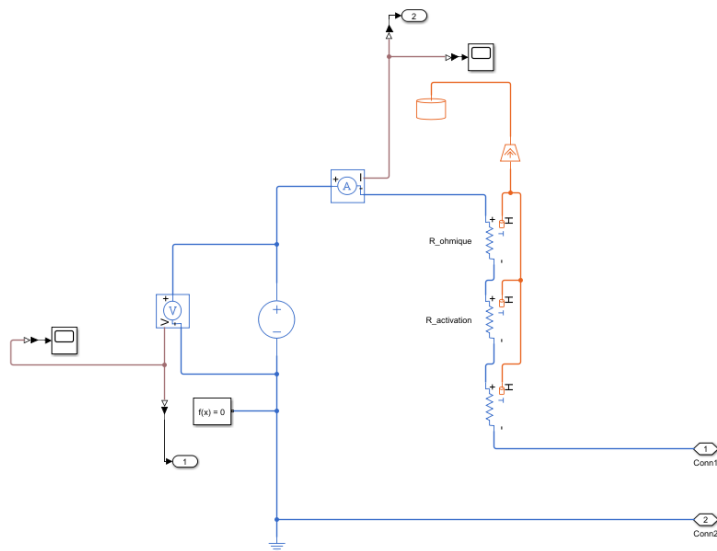 2
+
I
A
+
H
T
R_ohmique
-
+
+
V
V
+
−
+
H
T
R_activation
-
f(x) = 0
+
H
T
-
1
1
Conn1
2
Conn2